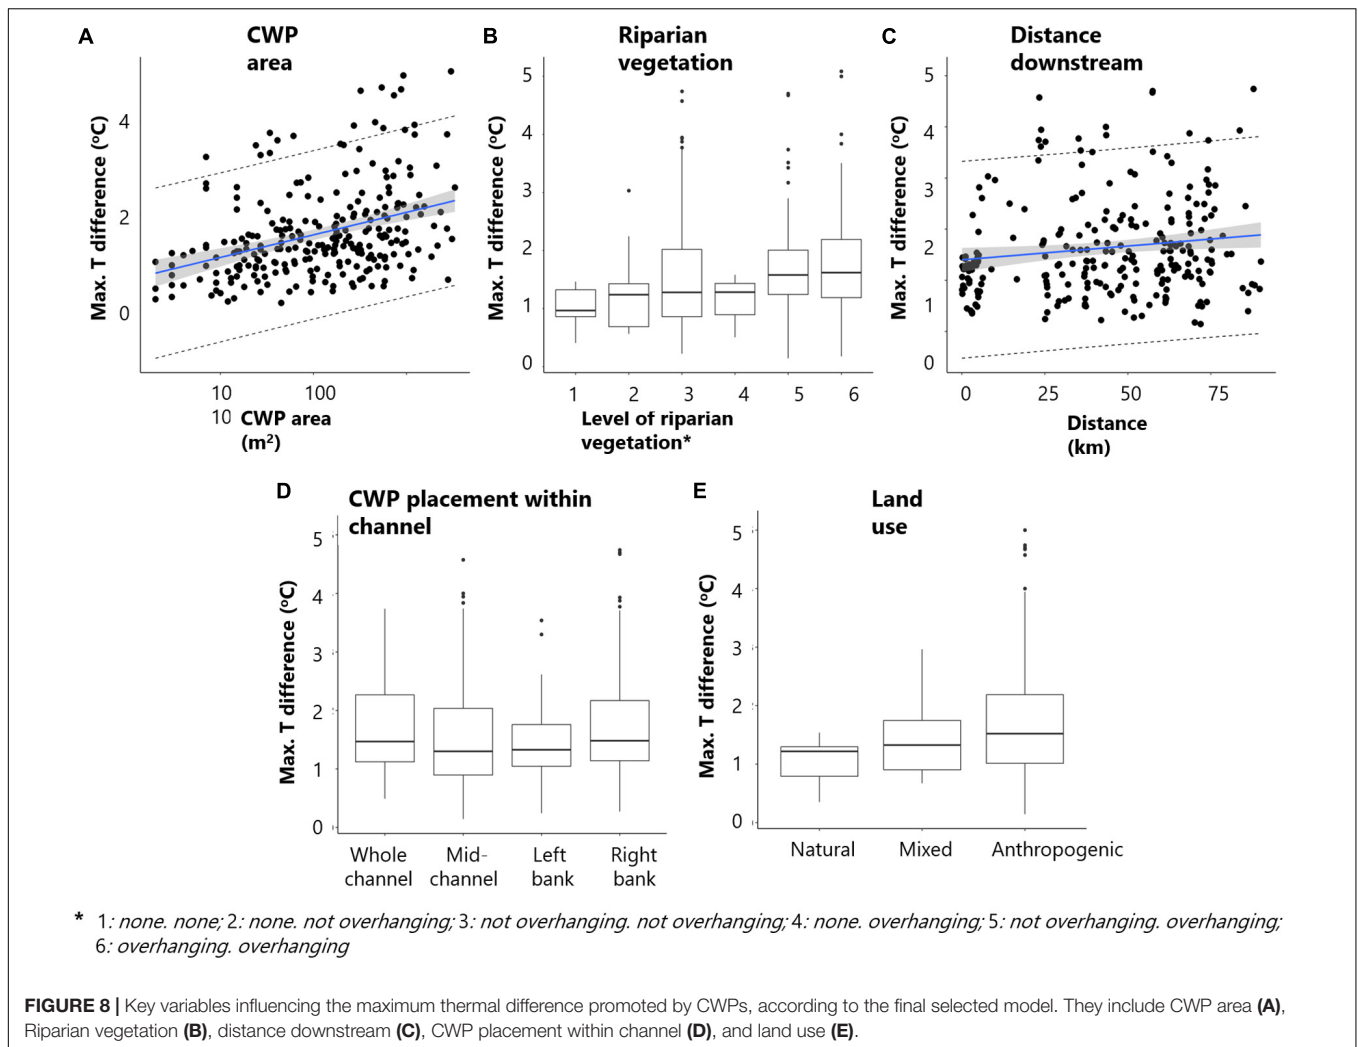 A
CWP
area
Max. T difference (ºC)
4
2
0
10
100
10
CWP area
(m²)
B
Riparian
vegetation
Max. T difference (ºC)
5
4
3
2
1
0
1 2 3 4 5 6
Level of riparian
vegetation*
C
Distance
downstream
Max. T difference (ºC)
5
4
3
2
1
0
0 25 50 75
Distance
(km)
D
CWP placement within
channel
Max. T difference (ºC)
5
4
3
2
1
0
Whole
channel
Mid-
channel
Left
bank
Right
bank
E
Land
use
Max. T difference (ºC)
5
4
3
2
1
0
Natural
Mixed
Anthropogenic
* 1: none. none; 2: none. not overhanging; 3: not overhanging. not overhanging; 4: none. overhanging; 5: not overhanging. overhanging;
6: overhanging. overhanging
FIGURE 8 | Key variables influencing the maximum thermal difference promoted by CWPs, according to the final selected model. They include CWP area (A),
Riparian vegetation (B), distance downstream (C), CWP placement within channel (D), and land use (E).